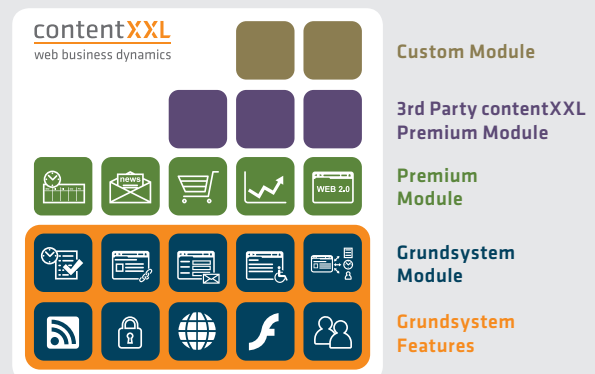 contentXXL
web business dynamics
Custom Module
3rd Party contentXXL
Premium Module
Premium
Module
news
WEB 2.0
Grundsystem
Module
Grundsystem
Features